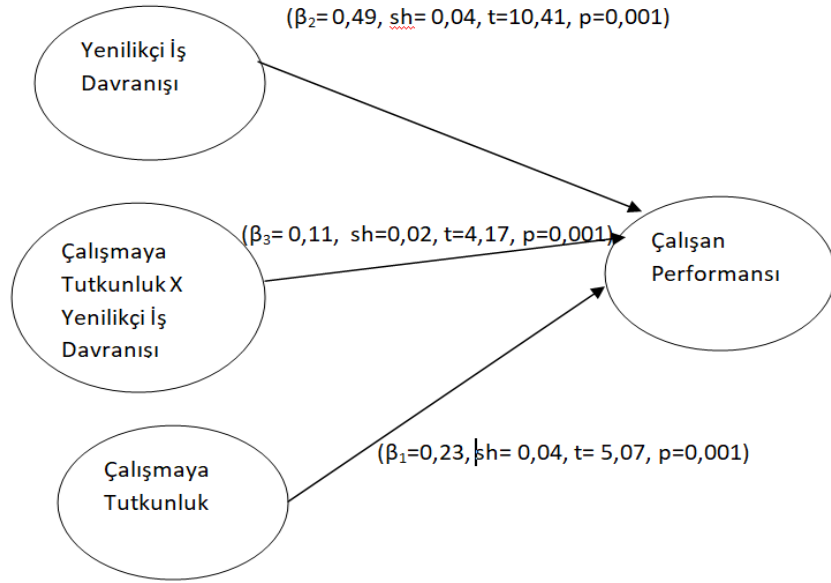 (β₂= 0,49, sh= 0,04, t=10,41, p=0,001)
Yenilikçi İş
Davranışı
(β₃= 0,11, sh=0,02, t=4,17, p=0,001)
Çalışmaya
Tutkunluk X
Yenilikçi İş
Davranışı
Çalışan
Performansı
(β₁=0,23, sh= 0,04, t= 5,07, p=0,001)
Çalışmaya
Tutkunluk